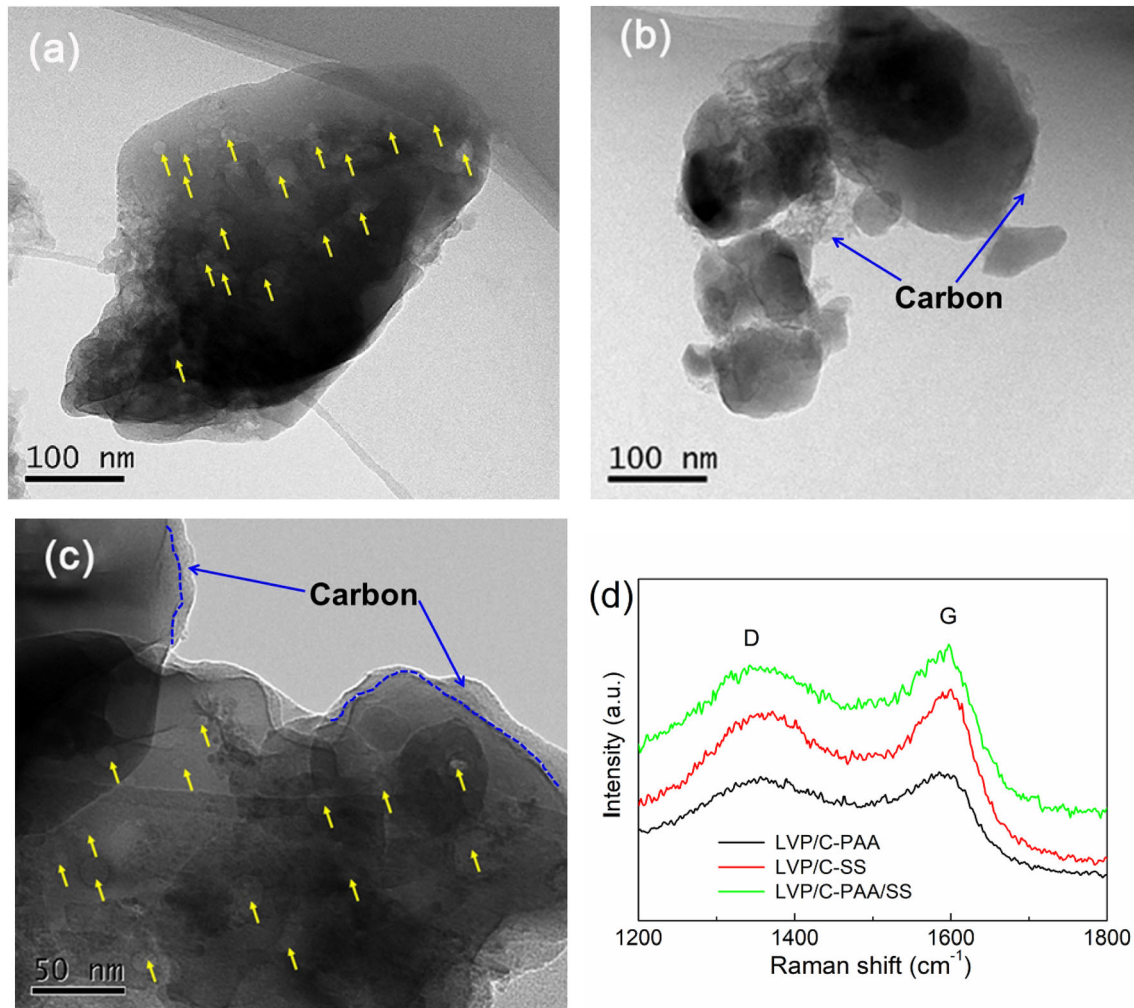 (a)
100 nm
(b)
Carbon
100 nm
(c)
Carbon
50 nm
(d)
D
G
Intensity (a.u.)
LVP/C-PAA
LVP/C-SS
LVP/C-PAA/SS
1200 1400 1600 1800
Raman shift (cm⁻¹)